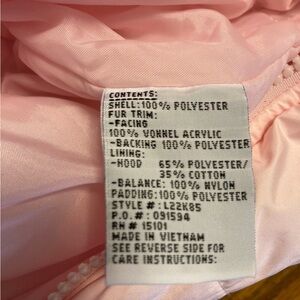 CONTENTS:
SHELL:100% POLYESTER
FUR TRIM:
-FACING
100% VONNEL ACRYLIC
-BACKING 100% POLYESTER
LINING:
-HOOD 65% POLYESTER/
35% COTTON
-BALANCE: 100% NYLON
PADDING:100% POLYESTER
STYLE #: L22K85
P.O.#: 091594
RN # 15101
MADE IN VIETNAM
SEE REVERSE SIDE FOR
CARE INSTRUCTIONS: